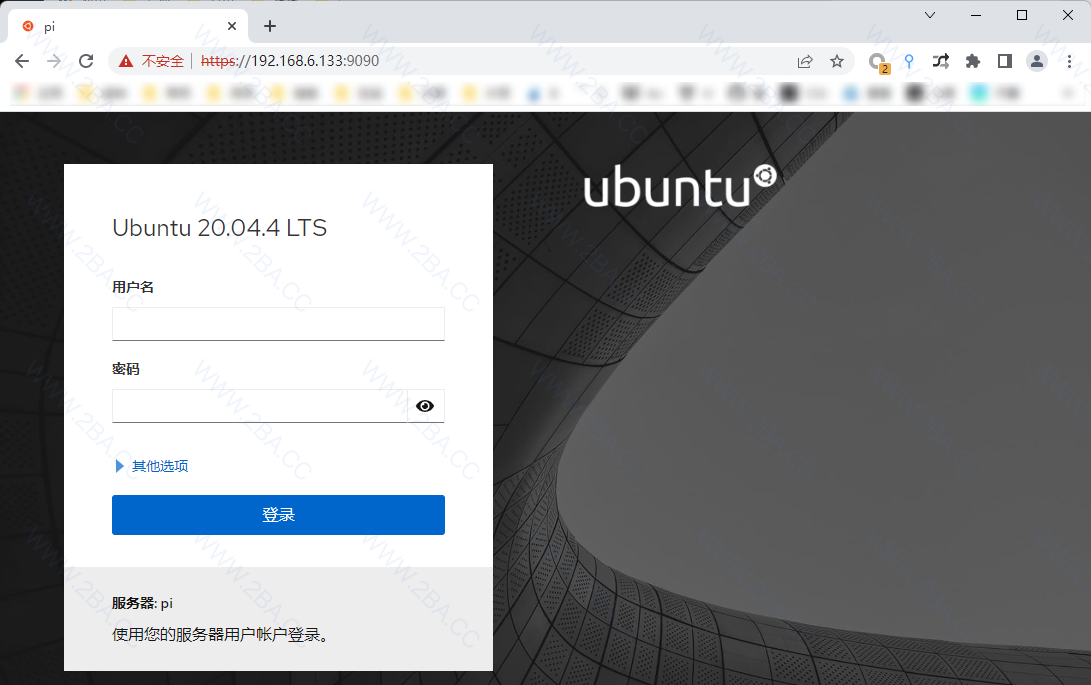 pi
不安全 https://192.168.6.133:9090
2
ubuntu
Ubuntu 20.04.4 LTS
用户名
密码
其他选项
登录
服务器: pi
使用您的服务器用户帐户登录。
WWW.2BA.CC